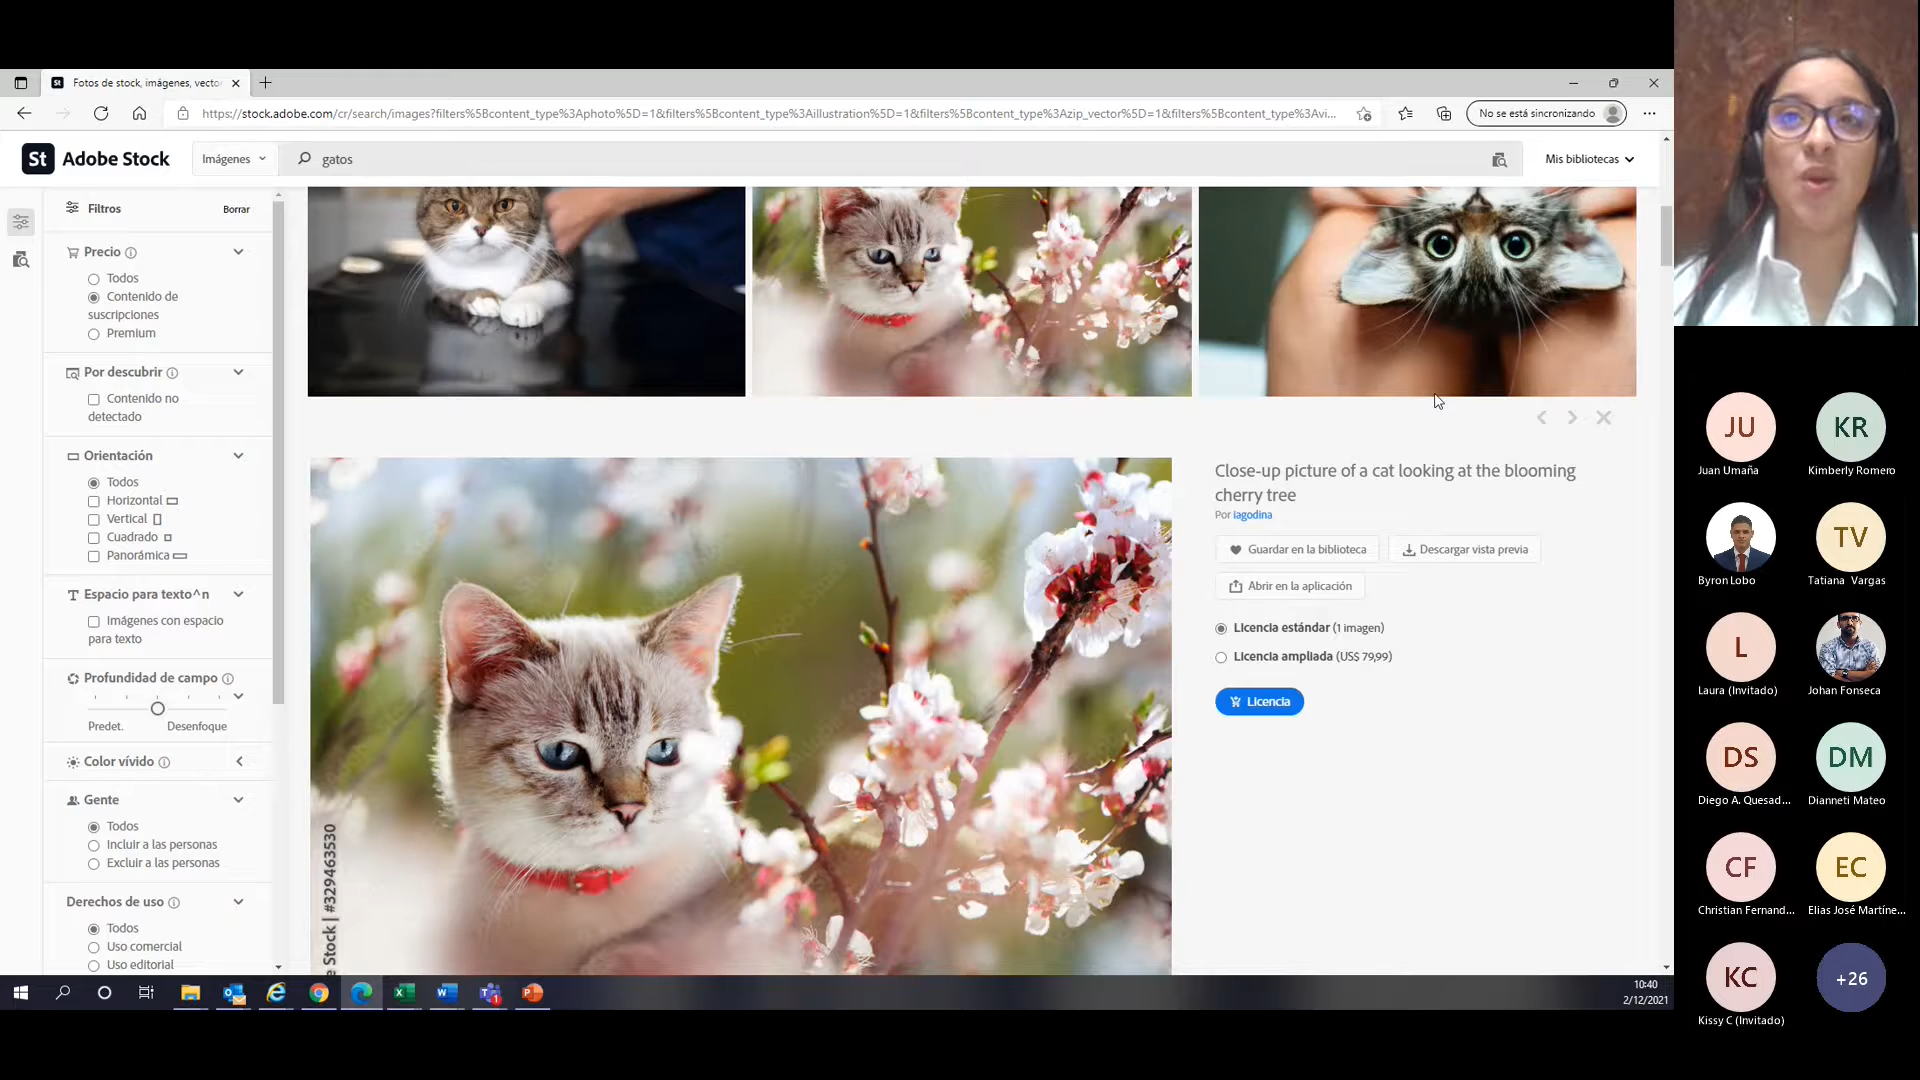 Fotos de stock, imágenes, vecto
https://stock.adobe.com/cr/search/images?filters%5Bcontent_type%3Aphoto%5D=1&filters%5Bcontent_type%3Aillustration%5D=1&filters%5Bcontent_type%3Azip_vector%5D=1&filters%5Bcontent_type%3Avi...
No se está sincronizando
St Adobe Stock
Imágenes
gatos
Mis bibliotecas
Filtros
Borrar
Precio
Todos
Contenido de
suscripciones
Premium
Por descubrir
Contenido no
detectado
Orientación
Todos
Horizontal
Vertical
Cuadrado
Panorámica
Espacio para texto^n
Imágenes con espacio
para texto
Profundidad de campo
Predet.
Desenfoque
Color vívido
Gente
Todos
Incluir a las personas
Excluir a las personas
Derechos de uso
Todos
Uso comercial
Uso editorial
e Stock | #329463530
Close-up picture of a cat looking at the blooming
cherry tree
Por iagodina
Guardar en la biblioteca
Descargar vista previa
Abrir en la aplicación
Licencia estándar (1 imagen)
Licencia ampliada (US$ 79,99)
Licencia
10:40
2/12/2021
JU
Juan Umaña
KR
Kimberly Romero
Byron Lobo
TV
Tatiana Vargas
L
Laura (Invitado)
Johan Fonseca
DS
Diego A. Quesad...
DM
Dianneti Mateo
CF
Christian Fernand...
EC
Elias José Martíne...
KC
Kissy C (Invitado)
+26